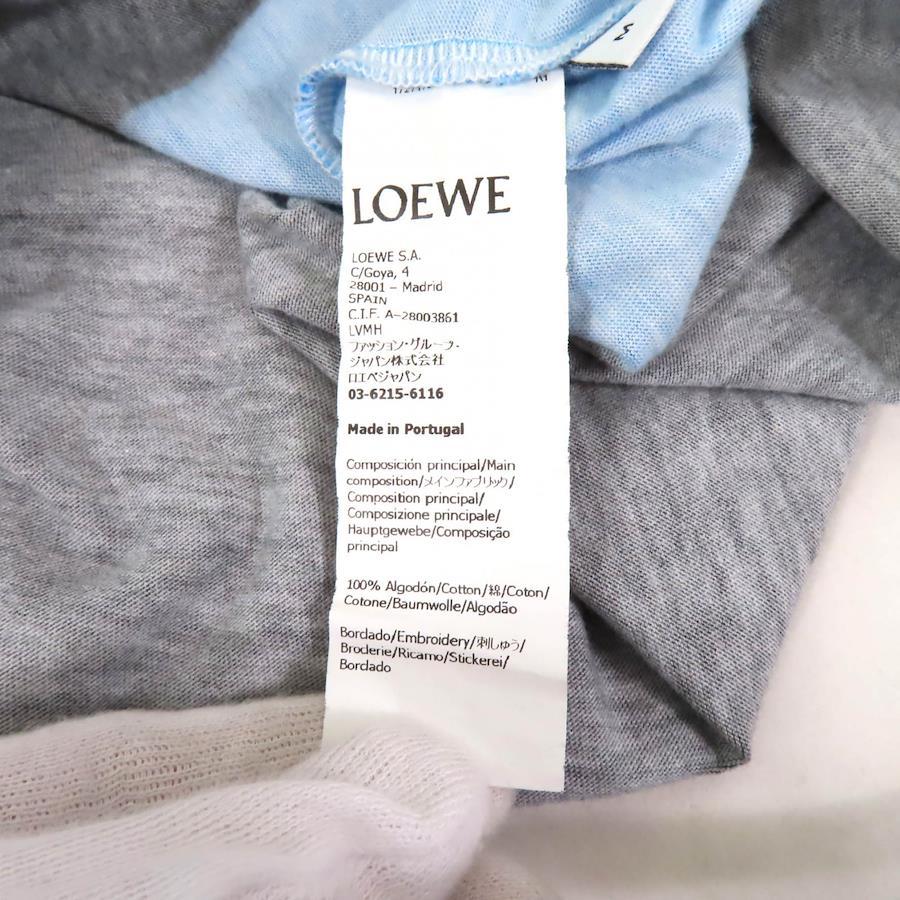 LOEWE
LOEWE S.A.
C/Goya, 4
28001 – Madrid
SPAIN
C.I.F. A-28003861
LVMH
ファッション・グループ・
ジャパン株式会社
ロエベジャパン
03-6215-6116
Made in Portugal
Composición principal/Main
composition/メインファブリック/
Composition principal/
Composizione principale/
Hauptgewebe/Composição
principal
100% Algodón/Cotton/綿/Coton/
Cotone/Baumwolle/Algodão
Bordado/Embroidery/刺しゅう/
Broderie/Ricamo/Stickerei/
Bordado